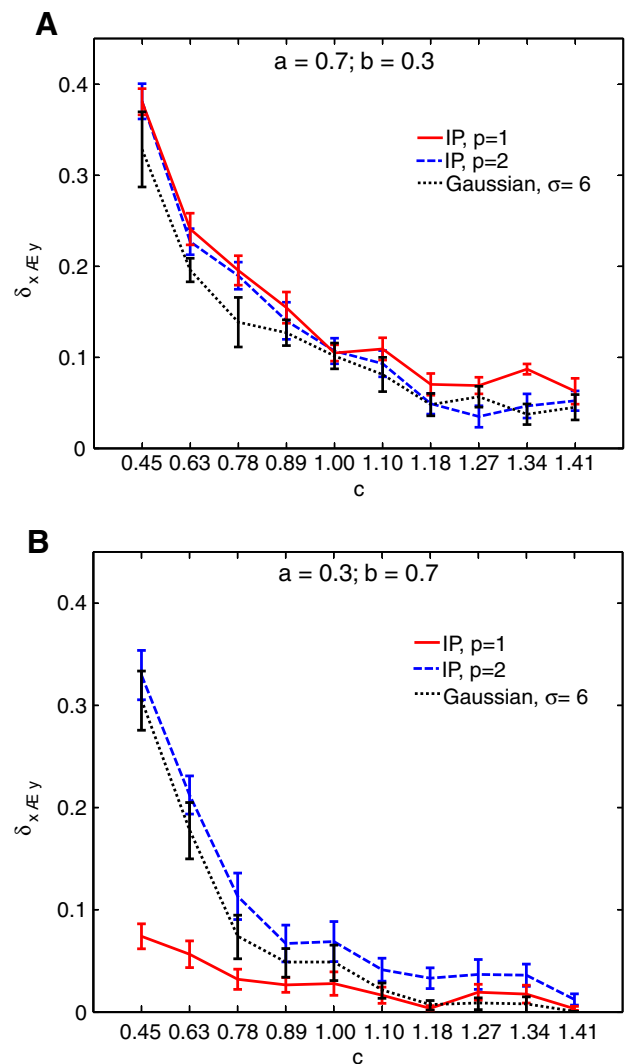 A
a = 0.7; b = 0.3
0.4
IP, p=1
IP, p=2
0.3
Gaussian, σ= 6
0.2
δ x Æ y
0.1
0
0.45 0.63 0.78 0.89 1.00 1.10 1.18 1.27 1.34 1.41
c
B
a = 0.3; b = 0.7
0.4
IP, p=1
IP, p=2
0.3
Gaussian, σ= 6
0.2
δ x Æ y
0.1
0
0.45 0.63 0.78 0.89 1.00 1.10 1.18 1.27 1.34 1.41
c